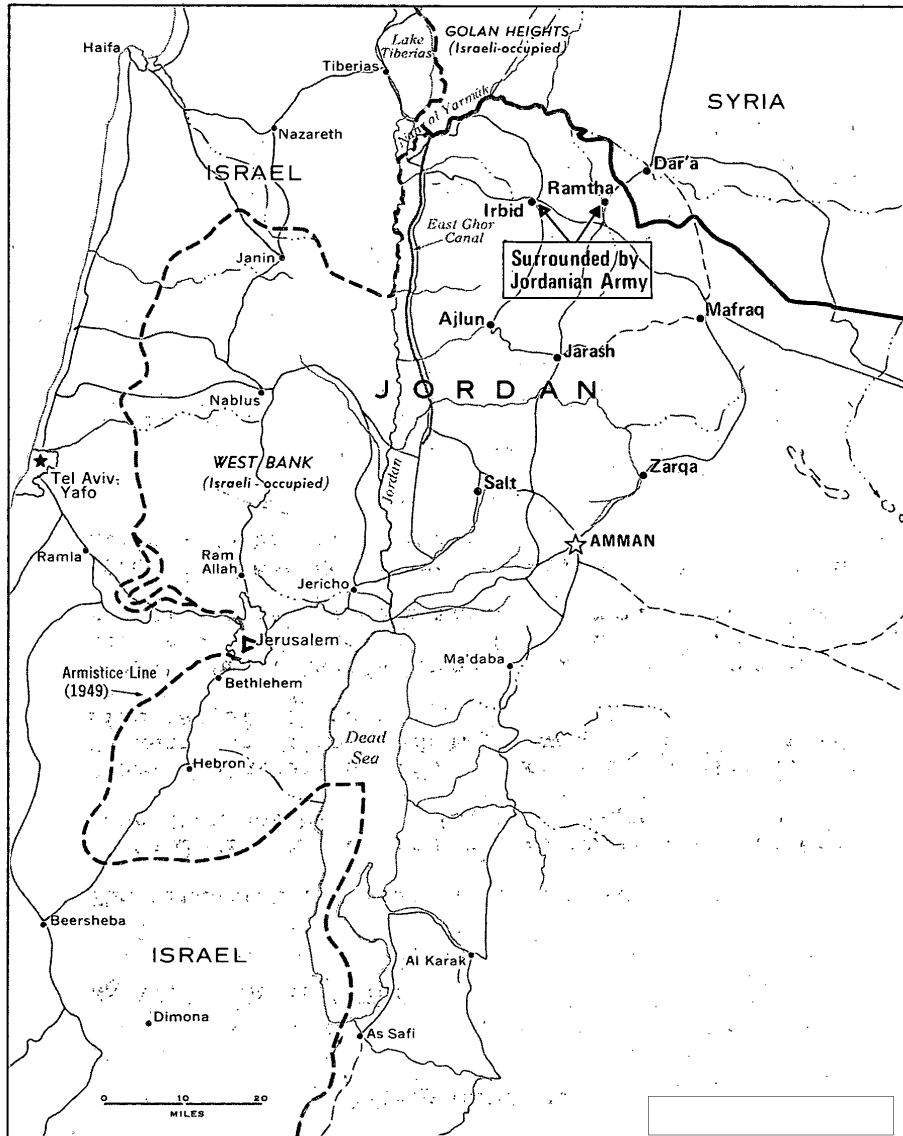 GOLAN HEIGHTS
(Israeli-occupied)
Haifa
Lake
Tiberias
Tiberias
Nahr al Yarmūk
SYRIA
Nazareth
ISRAEL
Dar'a
Ramtha
Irbid
East Ghor
Canal
Janin
Surrounded by
Jordanian Army
Ajlun
Mafraq
Jarash
JORDAN
Nablus
WEST BANK
(Israeli-occupied)
Jordan
Tel Aviv-
Yafo
Salt
Zarqa
AMMAN
Ramla
Ram
Allah
Jericho
Jerusalem
Armistice Line
(1949)
Bethlehem
Ma'daba
Dead
Sea
Hebron
Beersheba
ISRAEL
Al Karak
Dimona
As Safi
0 10 20
MILES